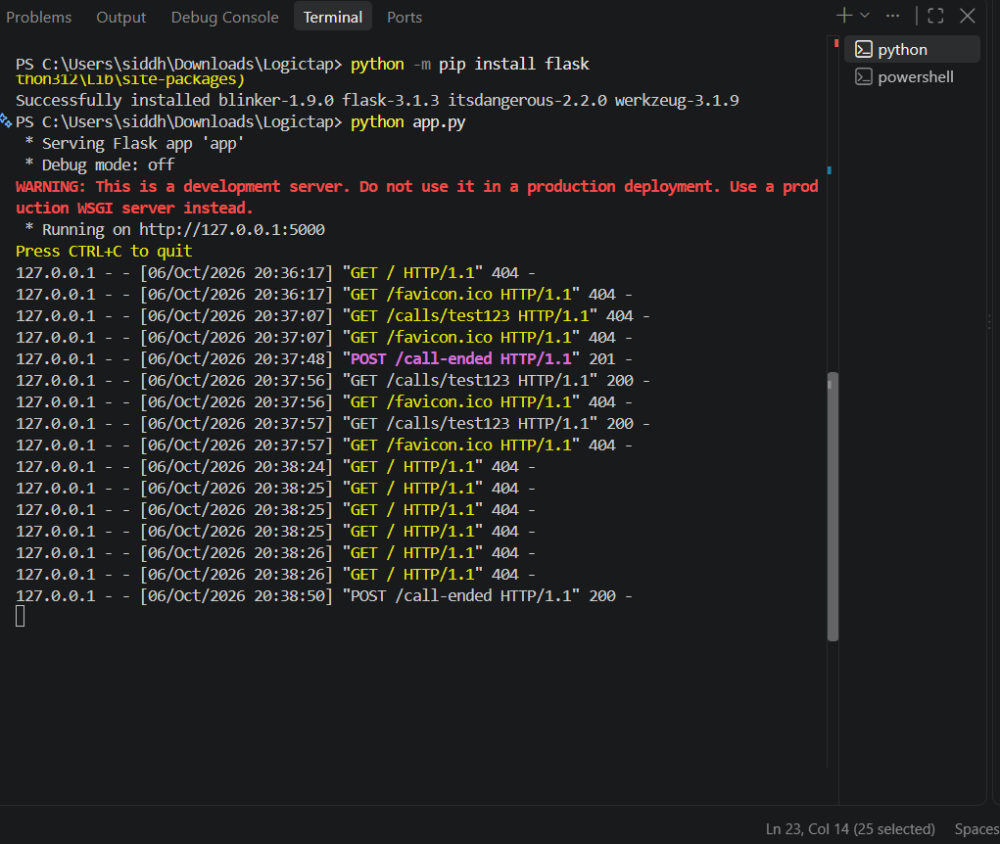 Problems Output Debug Console Terminal Ports
PS C:\Users\siddh\Downloads\Logictap> python -m pip install flask
thon312\Lib\site-packages)
Successfully installed blinker-1.9.0 flask-3.1.3 itsdangerous-2.2.0 werkzeug-3.1.9
PS C:\Users\siddh\Downloads\Logictap> python app.py
* Serving Flask app 'app'
* Debug mode: off
WARNING: This is a development server. Do not use it in a production deployment. Use a prod
uction WSGI server instead.
* Running on http://127.0.0.1:5000
Press CTRL+C to quit
127.0.0.1 - - [06/Oct/2026 20:36:17] "GET / HTTP/1.1" 404 -
127.0.0.1 - - [06/Oct/2026 20:36:17] "GET /favicon.ico HTTP/1.1" 404 -
127.0.0.1 - - [06/Oct/2026 20:37:07] "GET /calls/test123 HTTP/1.1" 404 -
127.0.0.1 - - [06/Oct/2026 20:37:07] "GET /favicon.ico HTTP/1.1" 404 -
127.0.0.1 - - [06/Oct/2026 20:37:48] "POST /call-ended HTTP/1.1" 201 -
127.0.0.1 - - [06/Oct/2026 20:37:56] "GET /calls/test123 HTTP/1.1" 200 -
127.0.0.1 - - [06/Oct/2026 20:37:56] "GET /favicon.ico HTTP/1.1" 404 -
127.0.0.1 - - [06/Oct/2026 20:37:57] "GET /calls/test123 HTTP/1.1" 200 -
127.0.0.1 - - [06/Oct/2026 20:37:57] "GET /favicon.ico HTTP/1.1" 404 -
127.0.0.1 - - [06/Oct/2026 20:38:24] "GET / HTTP/1.1" 404 -
127.0.0.1 - - [06/Oct/2026 20:38:25] "GET / HTTP/1.1" 404 -
127.0.0.1 - - [06/Oct/2026 20:38:25] "GET / HTTP/1.1" 404 -
127.0.0.1 - - [06/Oct/2026 20:38:25] "GET / HTTP/1.1" 404 -
127.0.0.1 - - [06/Oct/2026 20:38:26] "GET / HTTP/1.1" 404 -
127.0.0.1 - - [06/Oct/2026 20:38:26] "GET / HTTP/1.1" 404 -
127.0.0.1 - - [06/Oct/2026 20:38:50] "POST /call-ended HTTP/1.1" 200 -
python
powershell
Ln 23, Col 14 (25 selected) Spaces